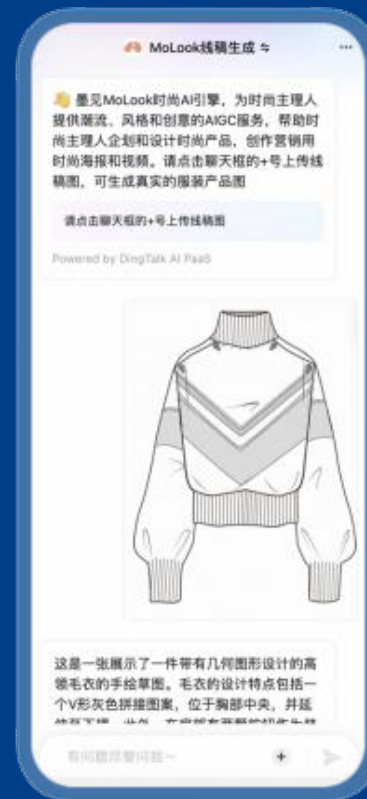 MoLook线稿生成
👋 墨见MoLook时尚AI引擎，为时尚主理人
提供潮流、风格和创意的AIGC服务，帮助时
尚主理人企划和设计时尚产品，创作营销用
时尚海报和视频。请点击聊天框的+号上传线
稿图，可生成真实的服装产品图
请点击聊天框的+号上传线稿图
Powered by DingTalk AI PaaS
这是一张展示了一件带有几何图形设计的高
领毛衣的手绘草图。毛衣的设计特点包括一
个V形灰色拼接图案，位于胸部中央，并延